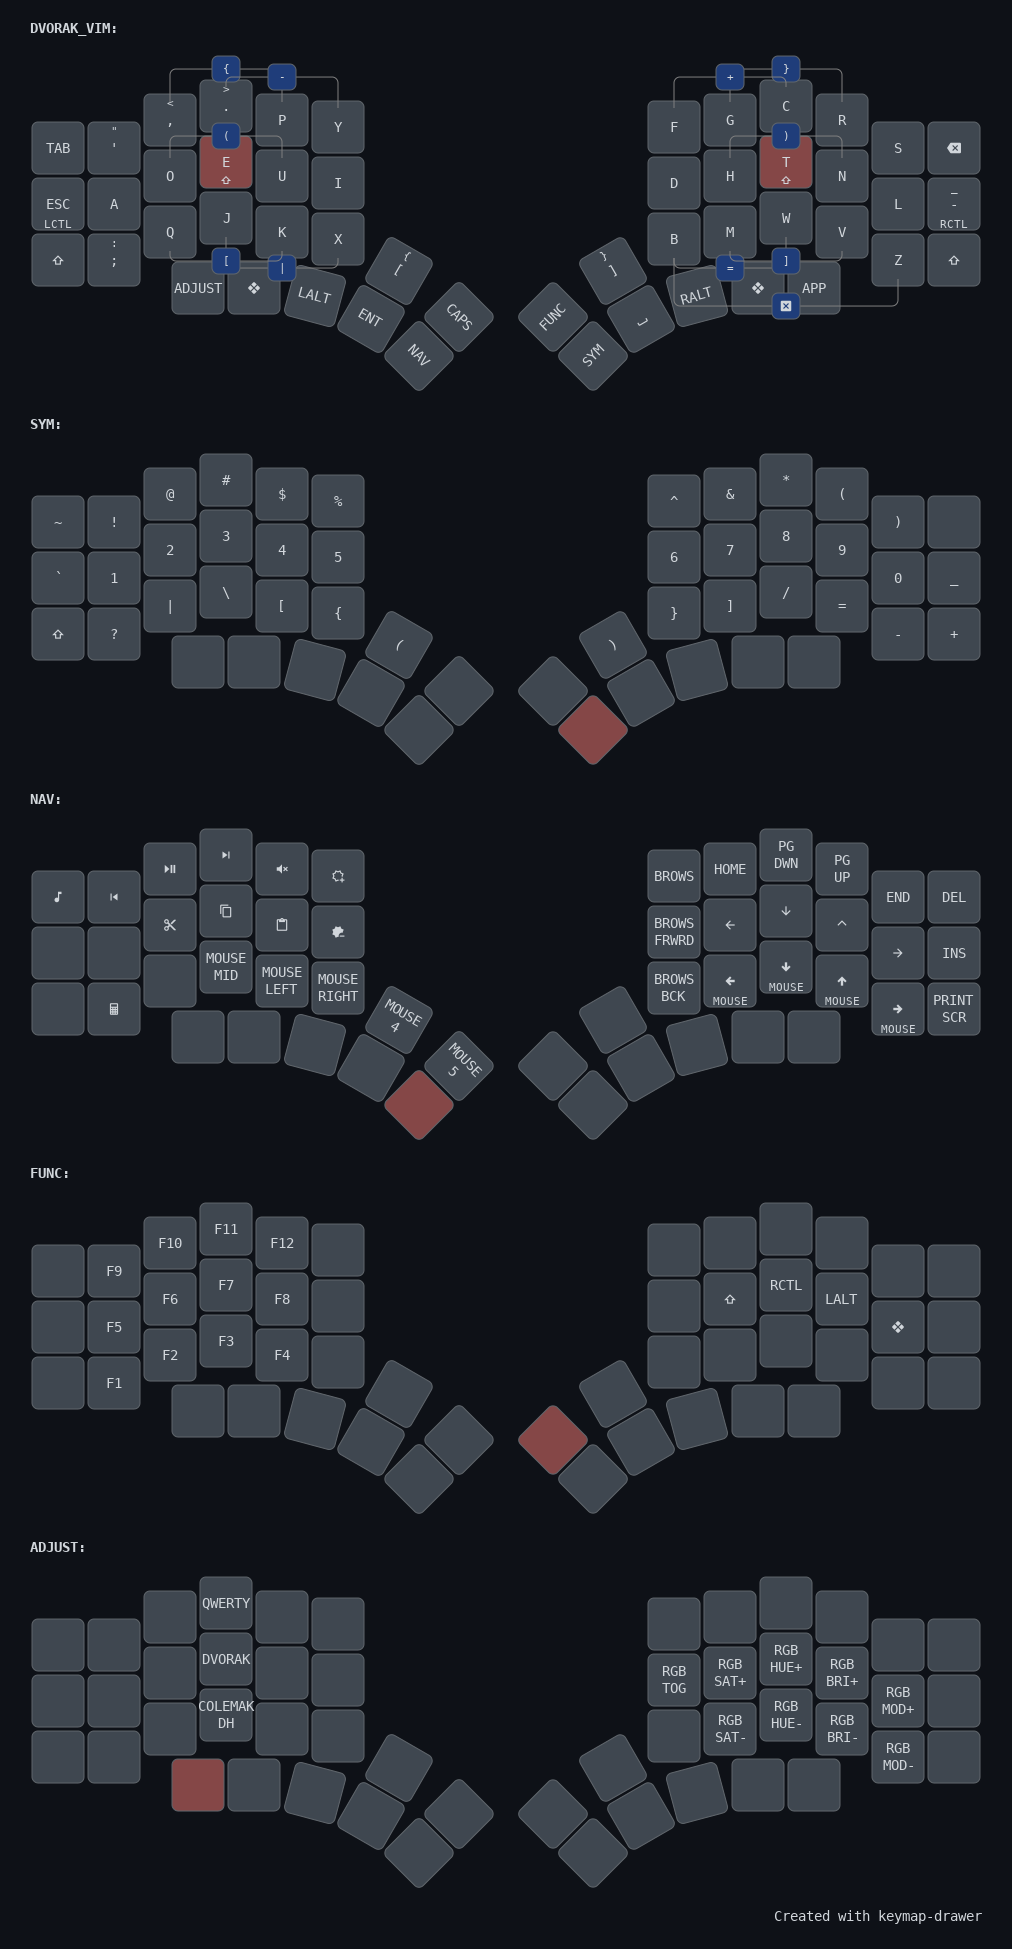 DVORAK_VIM:
{ - + }
< > C
, . P Y F G R
TAB " ' ( ) S
O E U I D H T N
ESC LCTL A L _ - RCTL
Q J K X B M W V
: ; Z
[ | = ]
ADJUST LALT { [ } ] RALT APP
ENT CAPS FUNC
NAV SYM
SYM:
@ # $ % ^ & * (
~ ! )
2 3 4 5 6 7 8 9
` 1 0 _
| \ [ { } ] / =
? - +
( )
NAV:
BROWS HOME PG DWN PG UP
END DEL
BROWS FRWRD ← ↓ ^
→ INS
MOUSE MID MOUSE LEFT MOUSE RIGHT BROWS BCK ← MOUSE ↓ MOUSE ↑ MOUSE
→ MOUSE PRINT SCR
MOUSE 4
MOUSE 5
FUNC:
F10 F11 F12
F9
F6 F7 F8 RCTL LALT
F5
F2 F3 F4
F1
ADJUST:
QWERTY
DVORAK RGB TOG RGB SAT+ RGB HUE+ RGB BRI+
RGB MOD+
COLEMAK DH RGB SAT- RGB HUE- RGB BRI-
RGB MOD-
Created with keymap-drawer